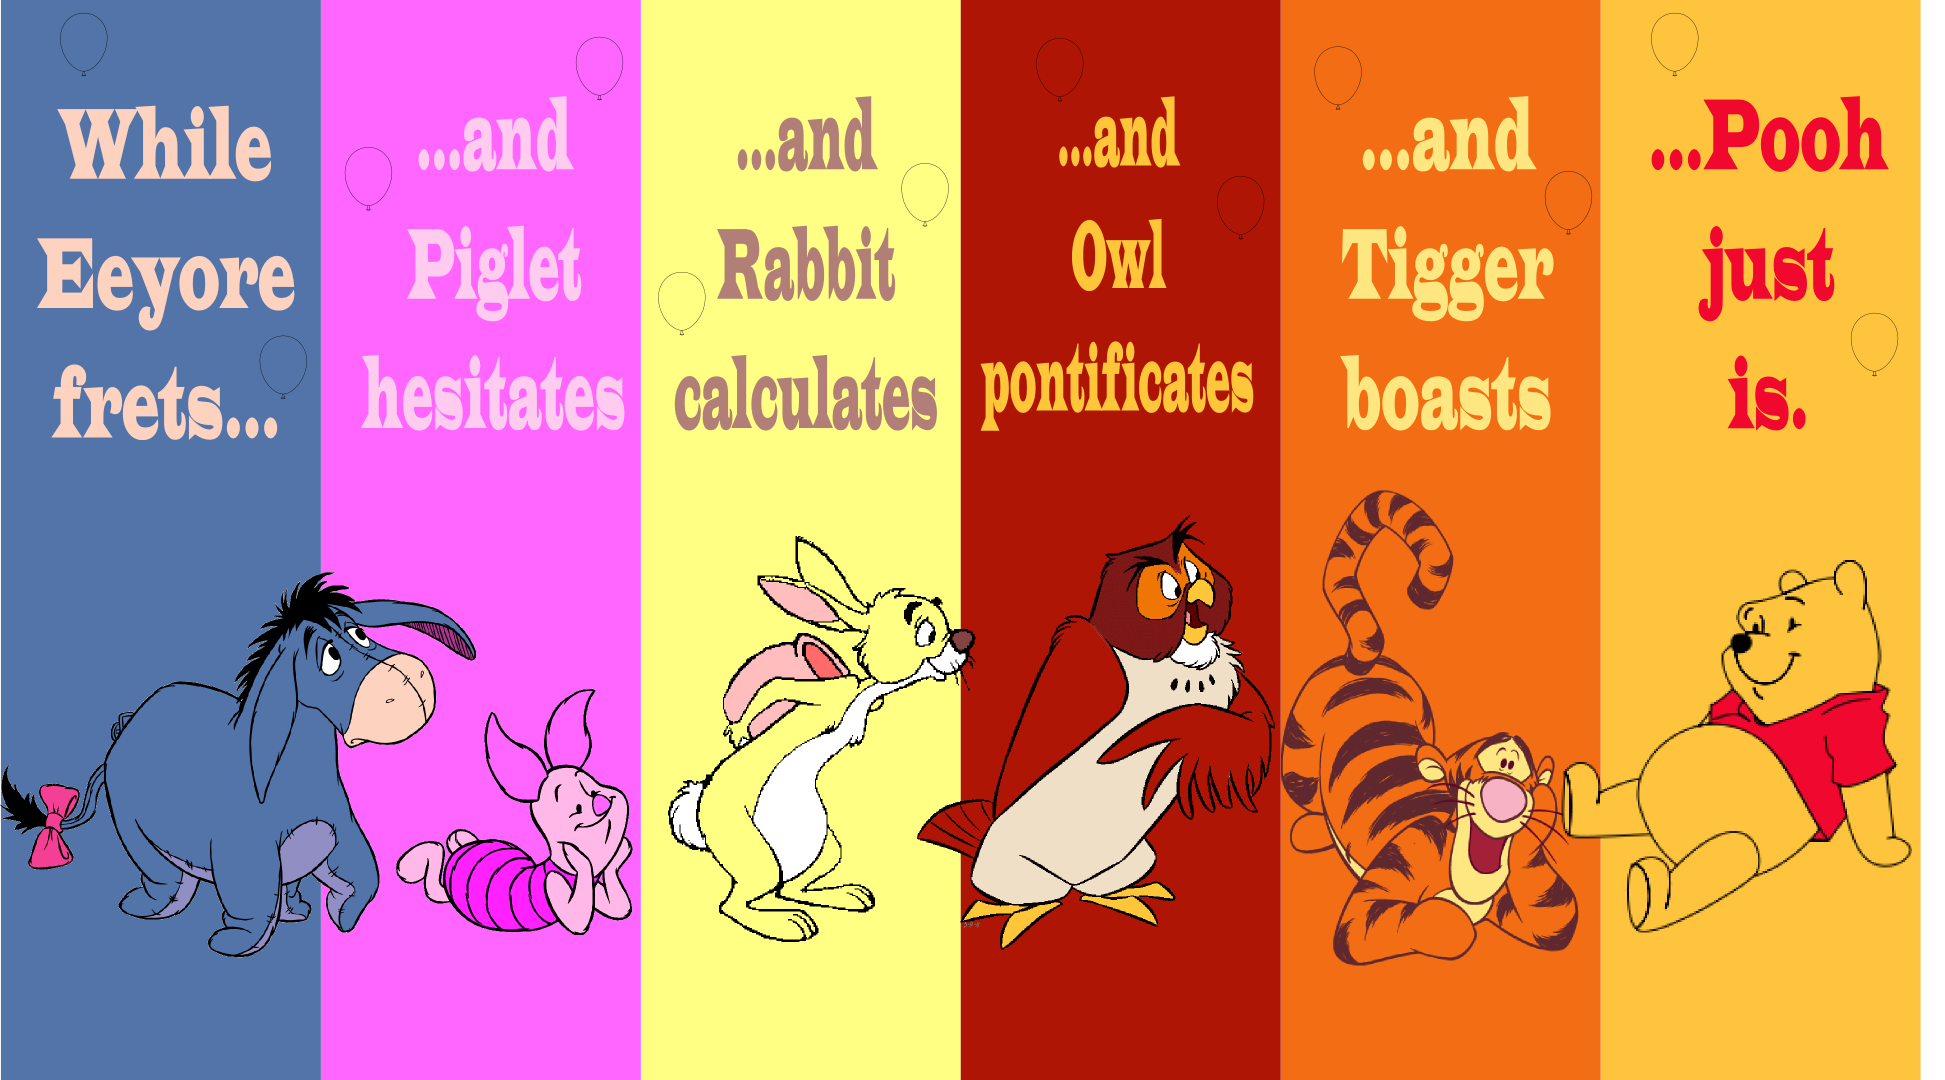 While
Eeyore
frets...
...and
Piglet
hesitates
...and
Rabbit
calculates
...and
Owl
pontificates
...and
Tigger
boasts
...Pooh
just
is.